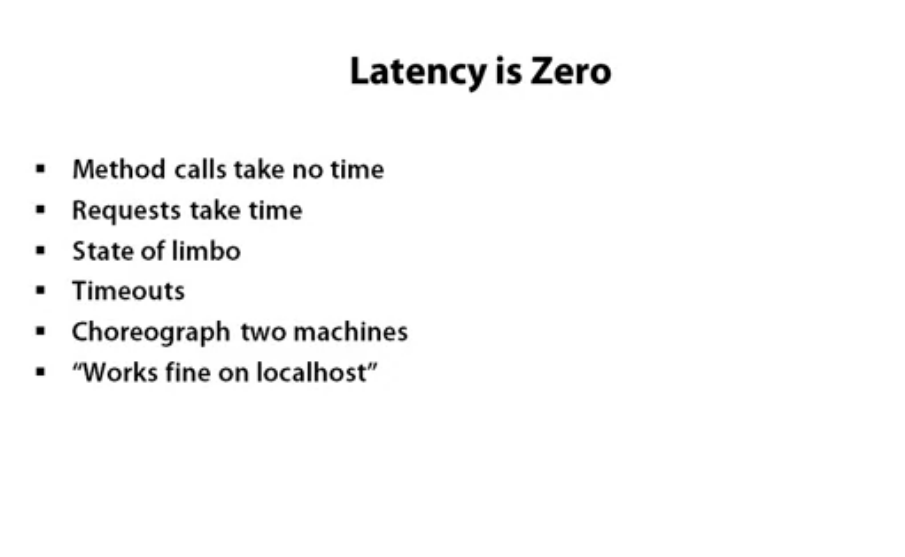 Latency is Zero
▪ Method calls take no time
▪ Requests take time
▪ State of limbo
▪ Timeouts
▪ Choreograph two machines
▪ “Works fine on localhost”